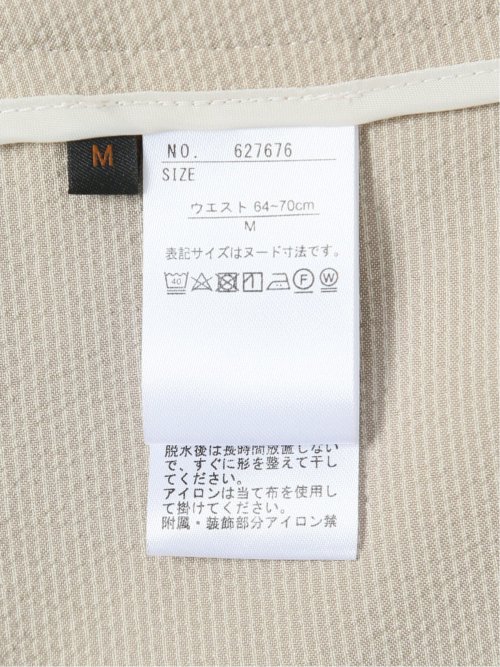 M
NO. 627676
SIZE
ウエスト 64~70cm
M
表記サイズはヌード寸法です。
40 F W
脱水後は長時間放置しない
で、すぐに形を整えて干し
てください。
アイロンは当て布を使用し
て掛けてください。
附属・装飾部分アイロン禁